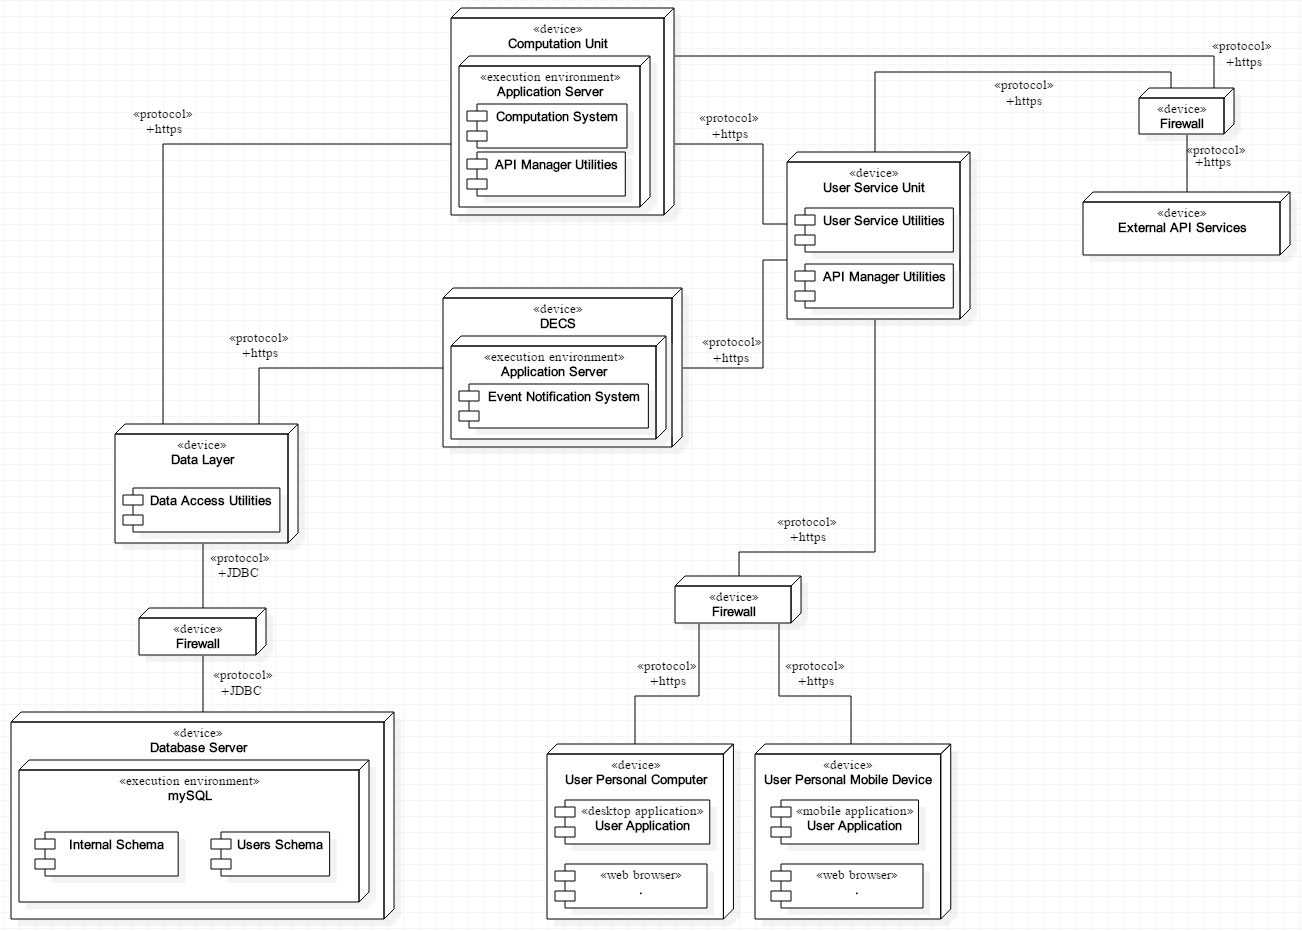 «device»
Computation Unit
«execution environment»
Application Server
Computation System
API Manager Utilities
«protocol»
+https
«protocol»
+https
«protocol»
+https
«protocol»
+https
«device»
Firewall
«protocol»
+https
«device»
External API Services
«device»
User Service Unit
User Service Utilities
API Manager Utilities
«device»
DECS
«execution environment»
Application Server
Event Notification System
«protocol»
+https
«protocol»
+https
«device»
Data Layer
Data Access Utilities
«protocol»
+JDBC
«device»
Firewall
«protocol»
+JDBC
«device»
Database Server
«execution environment»
mySQL
Internal Schema
Users Schema
«protocol»
+https
«device»
Firewall
«protocol»
+https
«protocol»
+https
«device»
User Personal Computer
«desktop application»
User Application
«web browser»
.
«device»
User Personal Mobile Device
«mobile application»
User Application
«web browser»
.